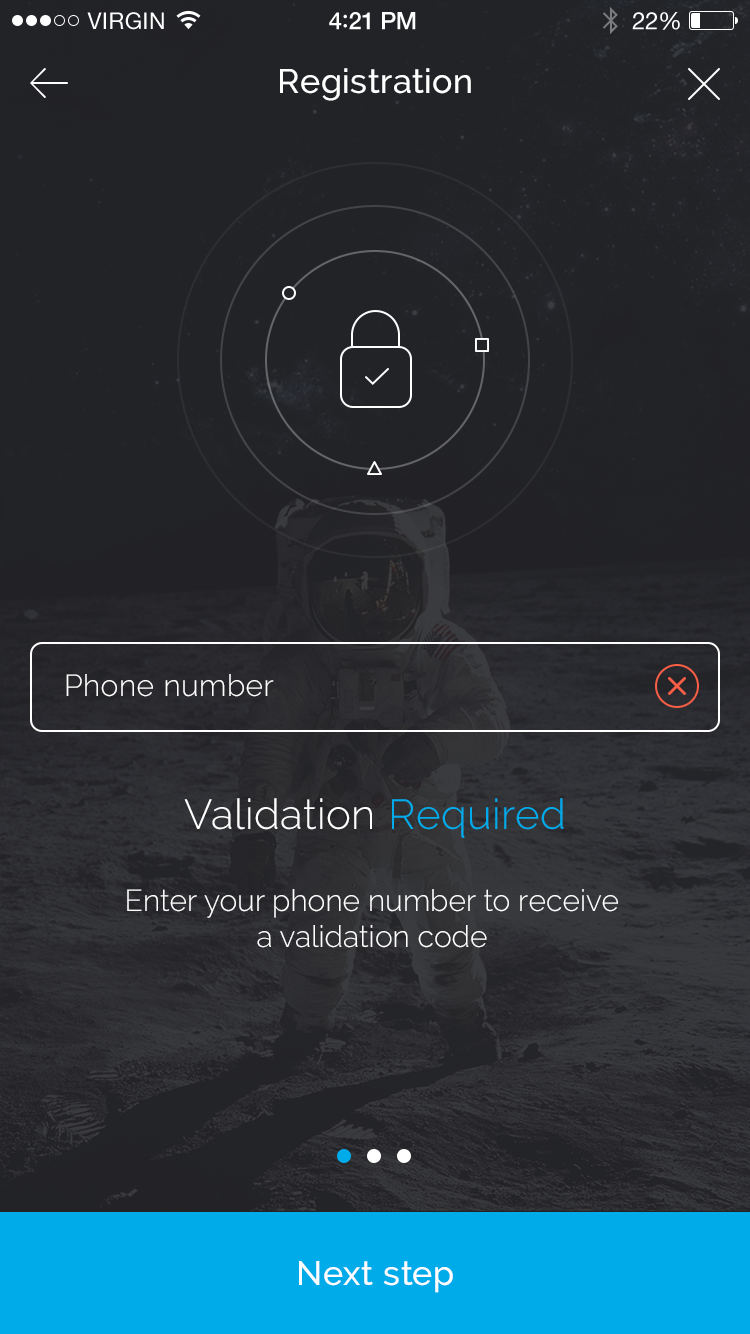 VIRGIN 4:21 PM 22%
Registration
Phone number
Validation Required
Enter your phone number to receive
a validation code
Next step